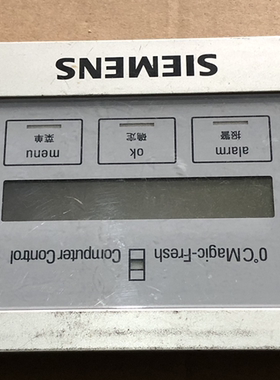 0°C Magic-Fresh Computer Control
alarm ok menu
报警 确定 菜单
SIEMENS